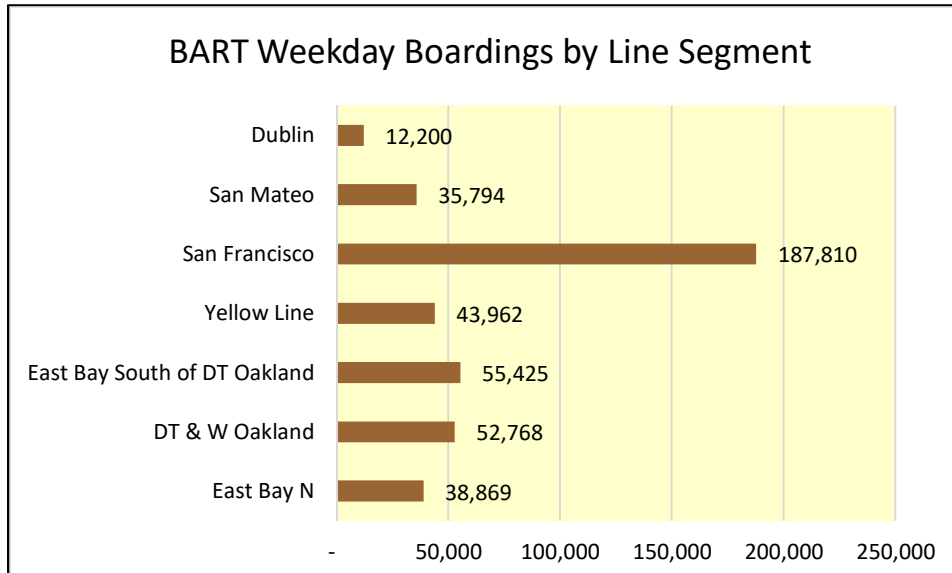 BART Weekday Boardings by Line Segment
Dublin 12,200
San Mateo 35,794
San Francisco 187,810
Yellow Line 43,962
East Bay South of DT Oakland 55,425
DT & W Oakland 52,768
East Bay N 38,869
- 50,000 100,000 150,000 200,000 250,000